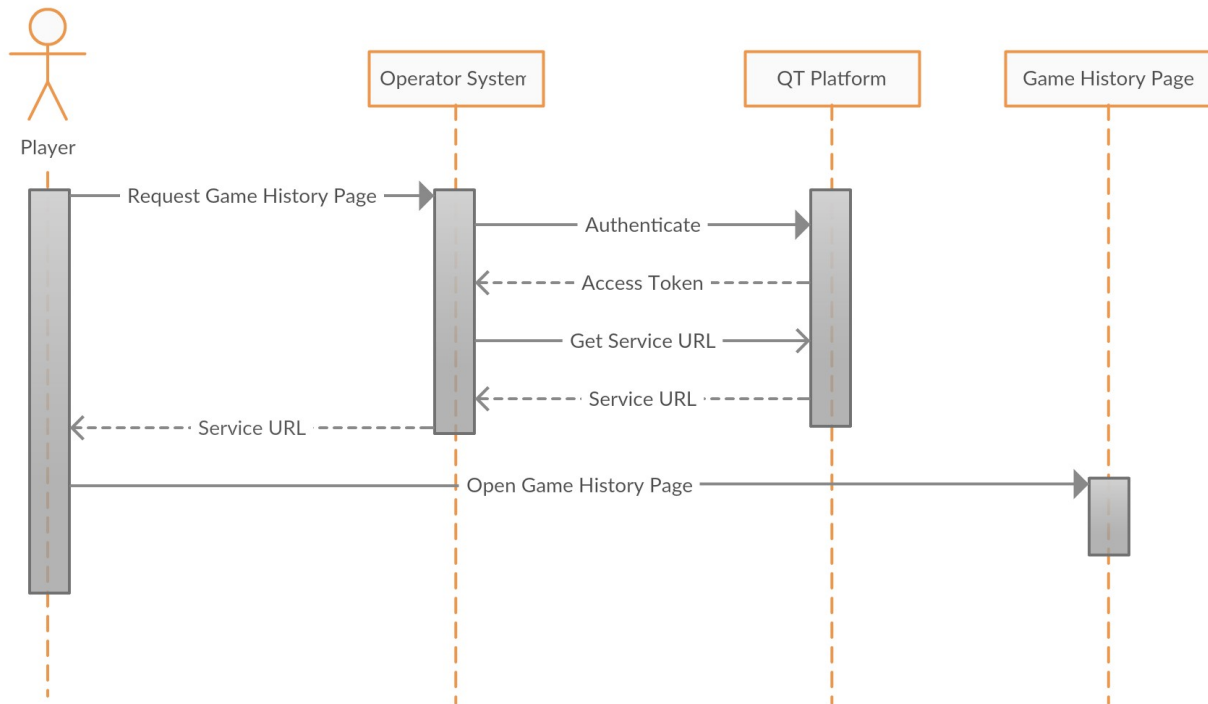 Player
Operator System
QT Platform
Game History Page
Request Game History Page
Authenticate
Access Token
Get Service URL
Service URL
Service URL
Open Game History Page